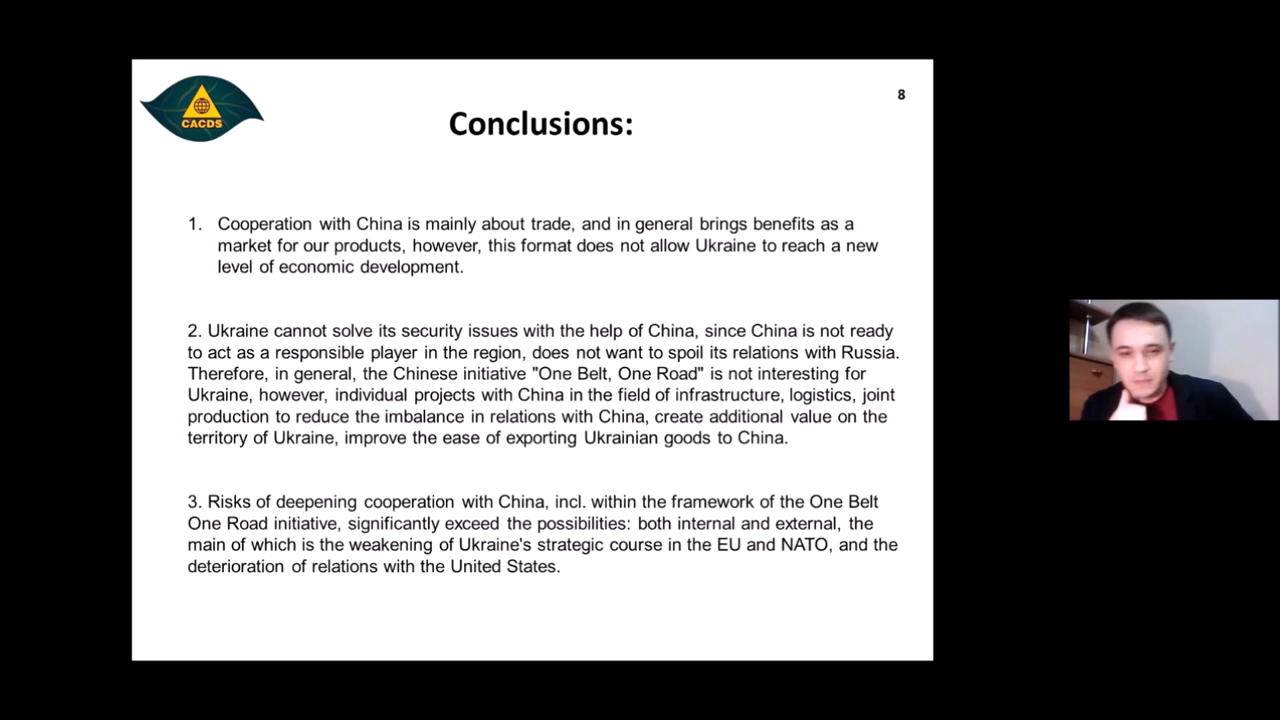 CACDS
8
Conclusions:
1. Cooperation with China is mainly about trade, and in general brings benefits as a
market for our products, however, this format does not allow Ukraine to reach a new
level of economic development.
2. Ukraine cannot solve its security issues with the help of China, since China is not ready
to act as a responsible player in the region, does not want to spoil its relations with Russia.
Therefore, in general, the Chinese initiative "One Belt, One Road" is not interesting for
Ukraine, however, individual projects with China in the field of infrastructure, logistics, joint
production to reduce the imbalance in relations with China, create additional value on the
territory of Ukraine, improve the ease of exporting Ukrainian goods to China.
3. Risks of deepening cooperation with China, incl. within the framework of the One Belt
One Road initiative, significantly exceed the possibilities: both internal and external, the
main of which is the weakening of Ukraine's strategic course in the EU and NATO, and the
deterioration of relations with the United States.